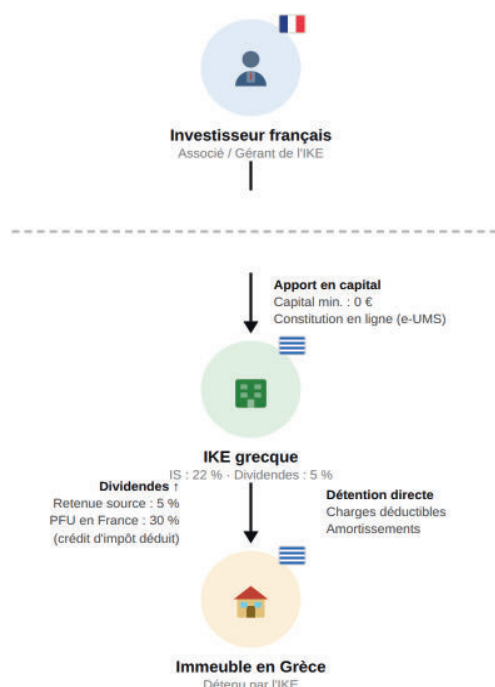 Investisseur français
Associé / Gérant de l'IKE
Apport en capital
Capital min. : 0 €
Constitution en ligne (e-UMS)
IKE grecque
IS : 22 % · Dividendes : 5 %
Dividendes ↑
Retenue source : 5 %
PFU en France : 30 %
(crédit d'impôt déduit)
Détention directe
Charges déductibles
Amortissements
Immeuble en Grèce
Détenu par l'IKE